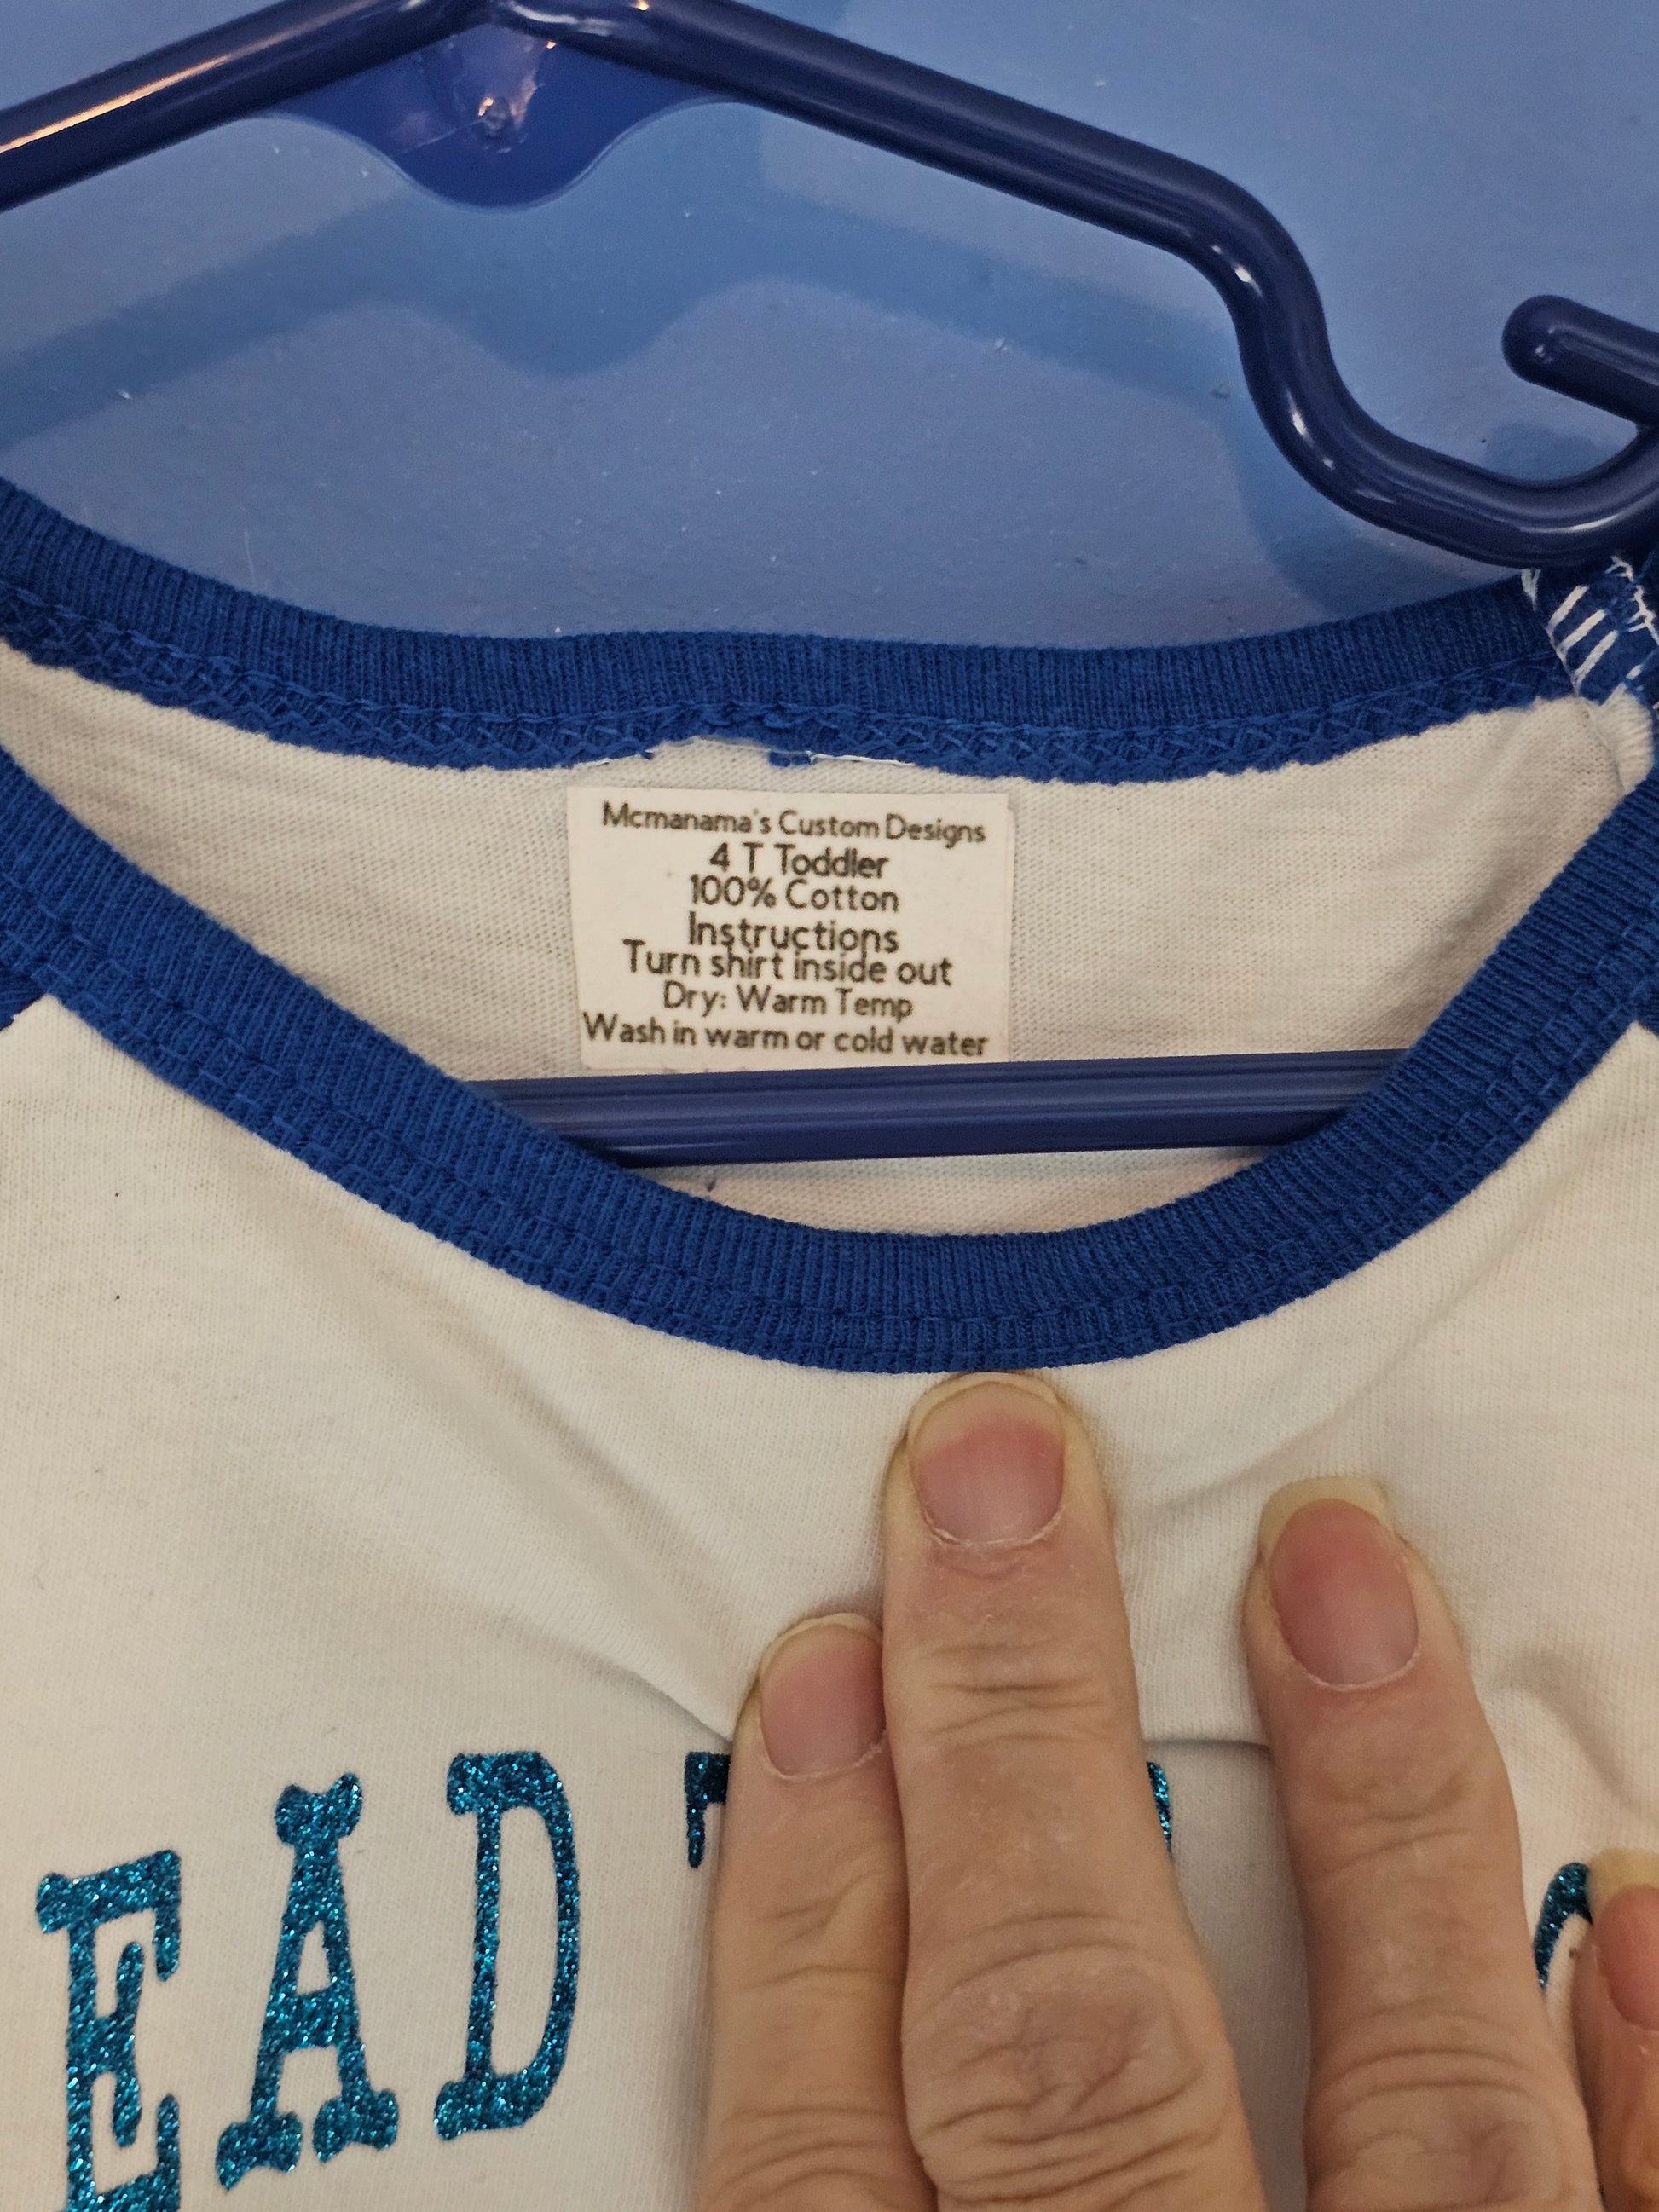 Mcmanama's Custom Designs
4 T Toddler
100% Cotton
Instructions
Turn shirt inside out
Dry: Warm Temp
Wash in warm or cold water